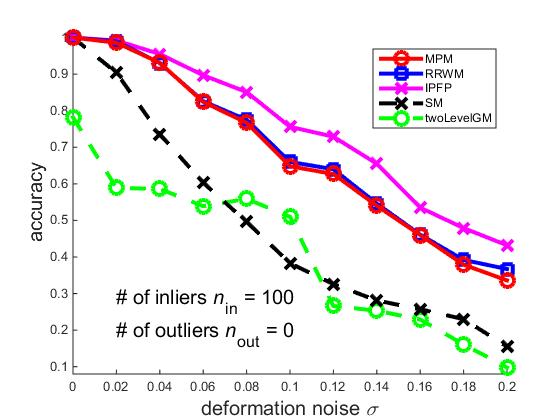 MPM
RRWM
IPFP
SM
twoLevelGM
0.9
0.8
0.7
0.6
0.5
0.4
0.3
0.2
0.1
accuracy
# of inliers n_in = 100
# of outliers n_out = 0
0 0.02 0.04 0.06 0.08 0.1 0.12 0.14 0.16 0.18 0.2
deformation noise σ